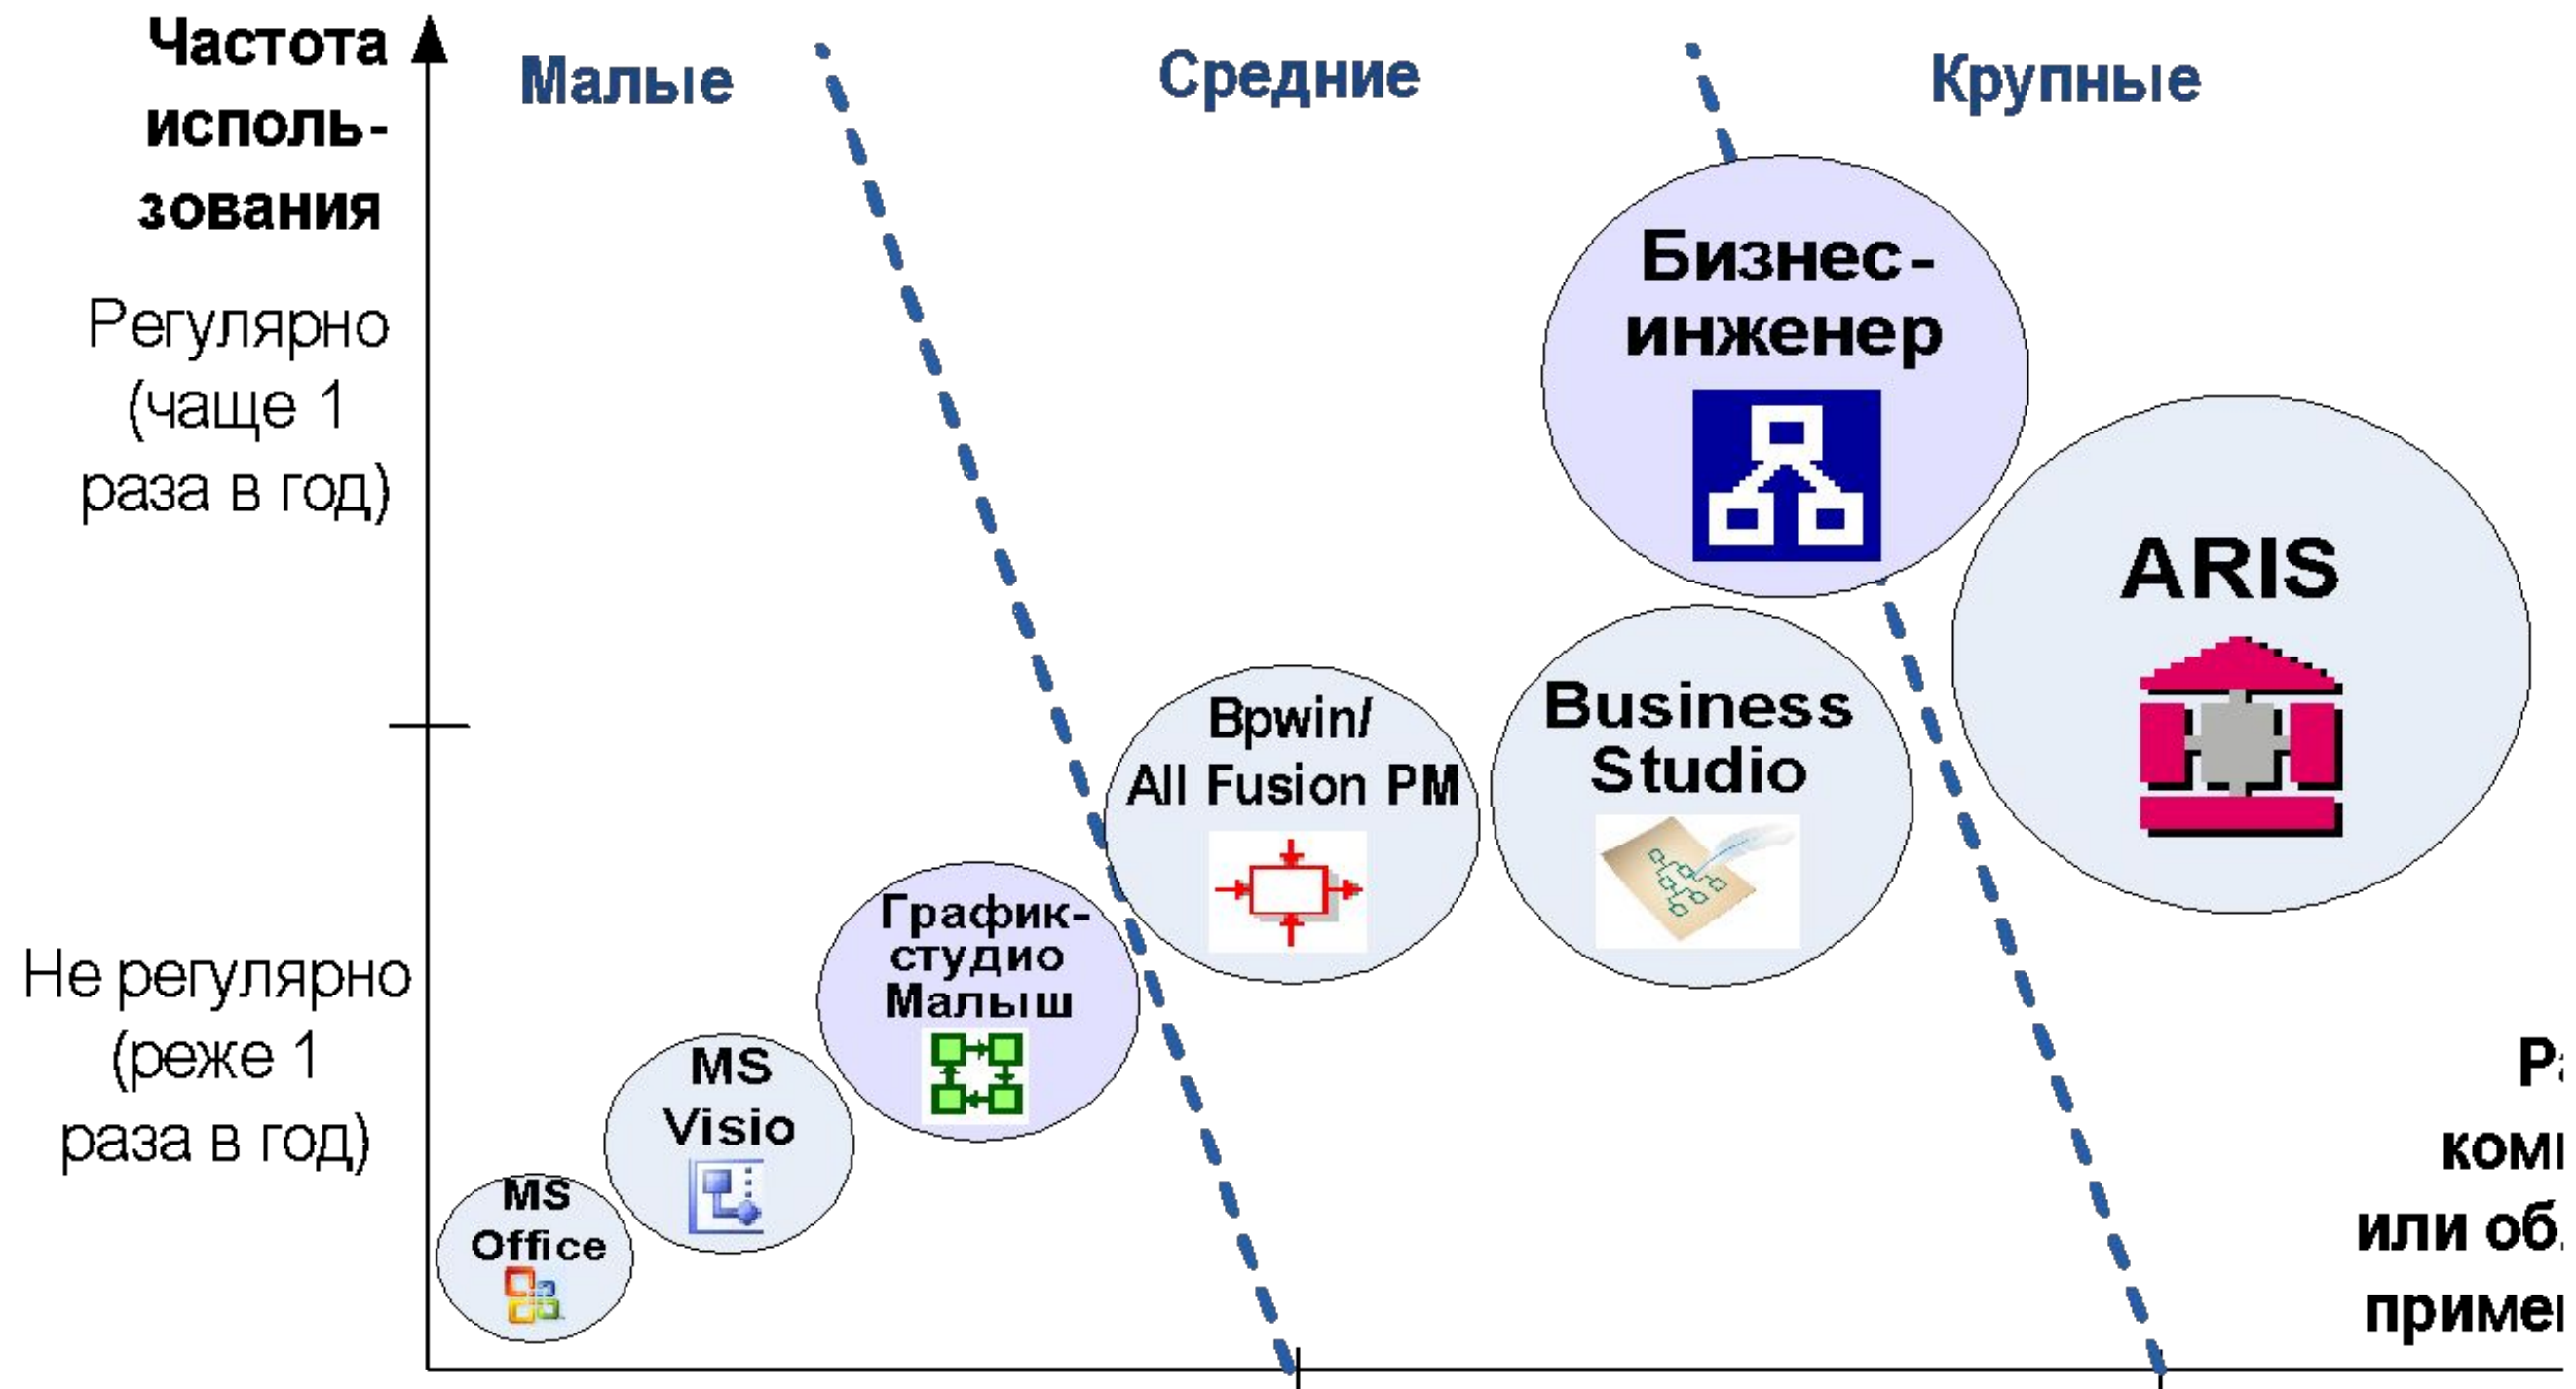 Частота
исполь-
зования
Малые
Средние
Крупные
Регулярно
(чаще 1
раза в год)
Не регулярно
(реже 1
раза в год)
Бизнес-
инженер
ARIS
Business
Studio
Bpwin/
All Fusion PM
График-
студио
Малыш
MS
Visio
MS
Office
или